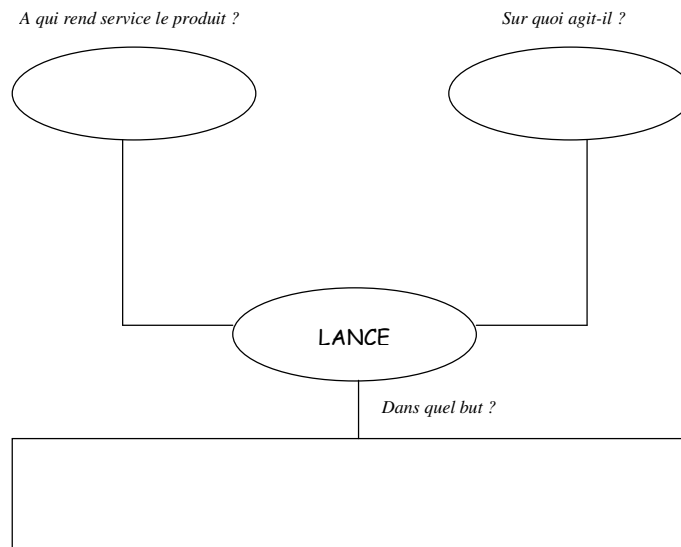 A qui rend service le produit ?
Sur quoi agit-il ?
LANCE
Dans quel but ?